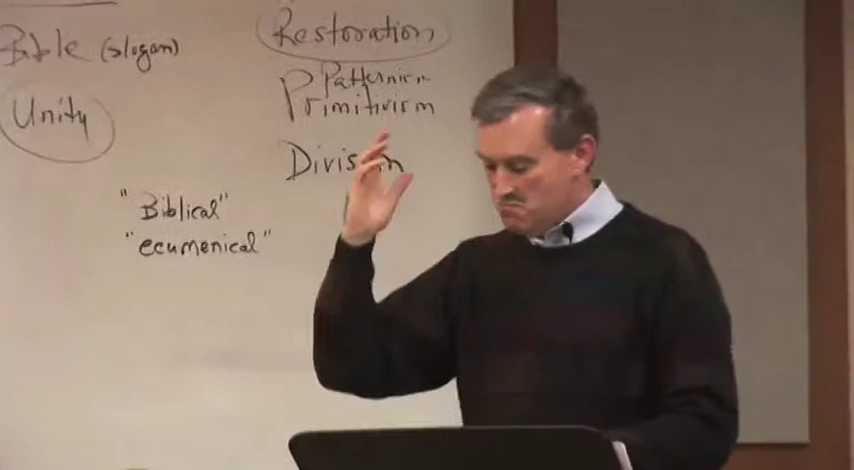 Bible (slogan)
Unity
"Biblical"
"ecumenical"
Restoration
Patternism
Primitivism
Division